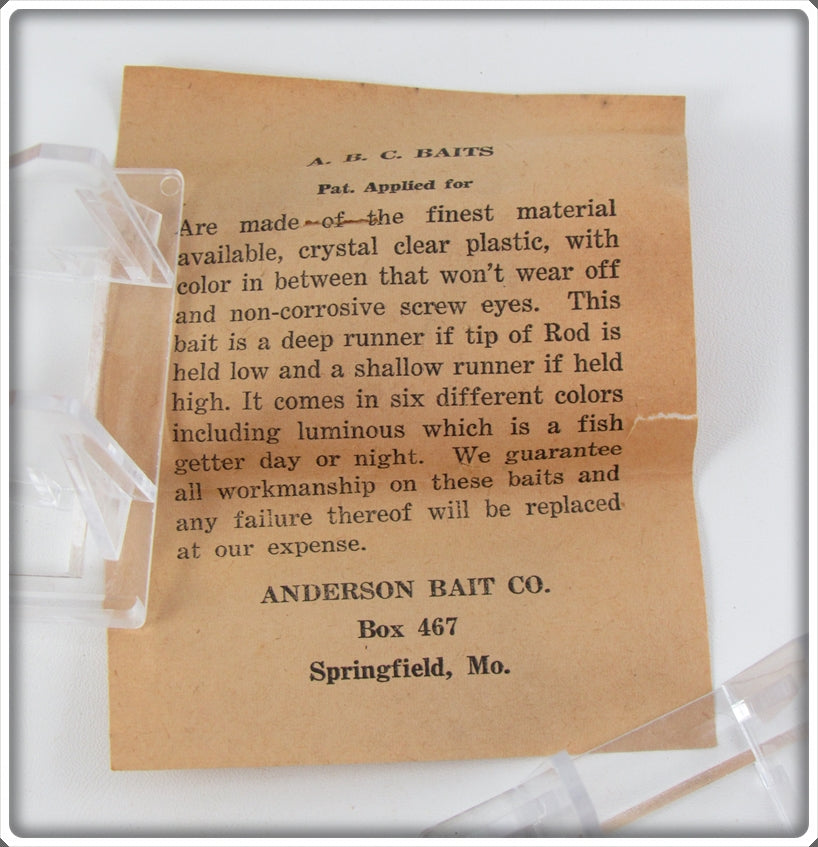 A. B. C. BAITS
Pat. Applied for
Are made of the finest material
available, crystal clear plastic, with
color in between that won't wear off
and non-corrosive screw eyes. This
bait is a deep runner if tip of Rod is
held low and a shallow runner if held
high. It comes in six different colors
including luminous which is a fish
getter day or night. We guarantee
all workmanship on these baits and
any failure thereof will be replaced
at our expense.
ANDERSON BAIT CO.
Box 467
Springfield, Mo.